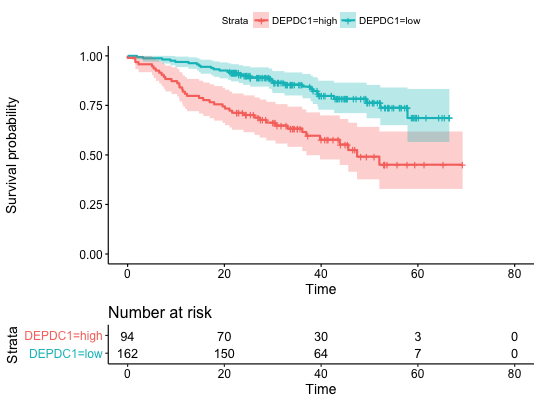 Strata DEPDC1=high DEPDC1=low
Survival probability
1.00
0.75
0.50
0.25
0.00
0 20 40 60 80
Time
Number at risk
Strata
DEPDC1=high 94 70 30 3 0
DEPDC1=low 162 150 64 7 0
0 20 40 60 80
Time